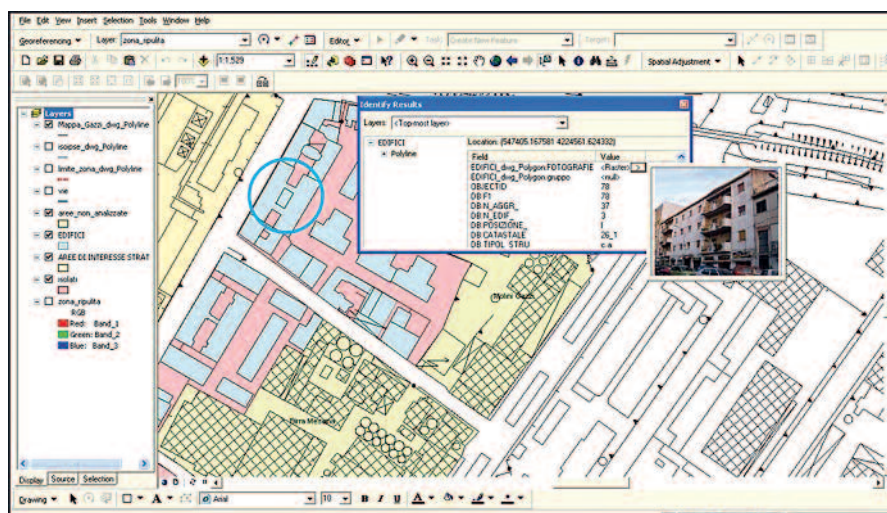 File Edit View Insert Selection Tools Window Help
Georeferencing Layer: zona_ripulita Editor Task: Create New Feature Target:
1:1,529 Spatial Adjustment
Layers
Mappa_Gazzi_dwg_Polyline
isopse_dwg_Polyline
limite_zona_dwg_Polyline
vie
aree_non_analizzate
EDIFICI
AREE DI INTERESSE STRAT
isolati
zona_ripulita
RGB
Red: Band_1
Green: Band_2
Blue: Band_3
Identify Results
Layers: <Top-most layer>
EDIFICI
Polyline
Location: (547405.167581 4224561.624332)
Field Value
EDIFICI_dwg_Polygon.FOTOGRAFIE <Raster>
EDIFICI_dwg_Polygon.gruppo <null>
OBJECTID 78
DB.F1 78
DB.N_AGGR_ 37
DB.N_EDIF_ 3
DB.POSIZIONE_ I
DB.CATASTALE 26_1
DB.TIPOL_STRU c-a
Molini Gazzi
Birra Messina
Display Source Selection
Drawing A Arial 10 B I U A